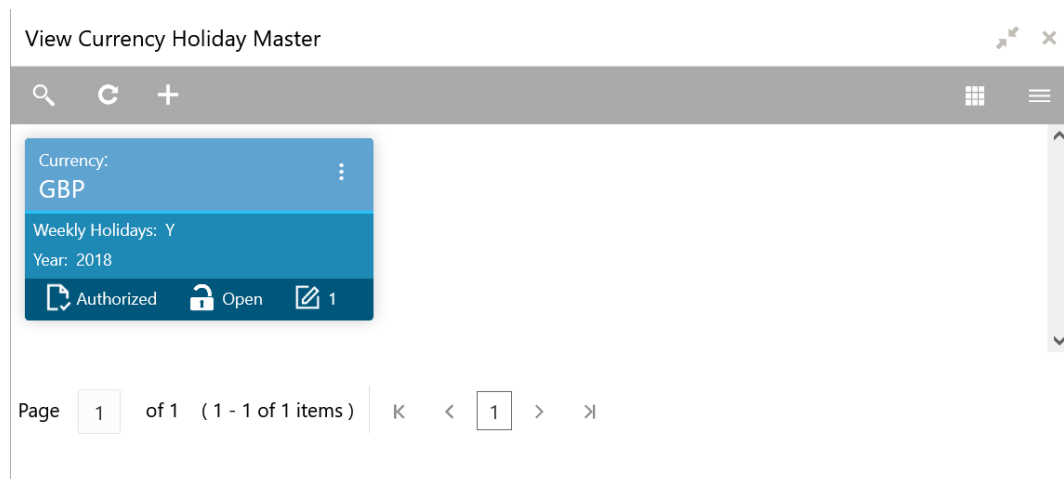 View Currency Holiday Master
Currency:
GBP
Weekly Holidays: Y
Year: 2018
Authorized Open 1
Page 1 of 1 ( 1 - 1 of 1 items ) 1